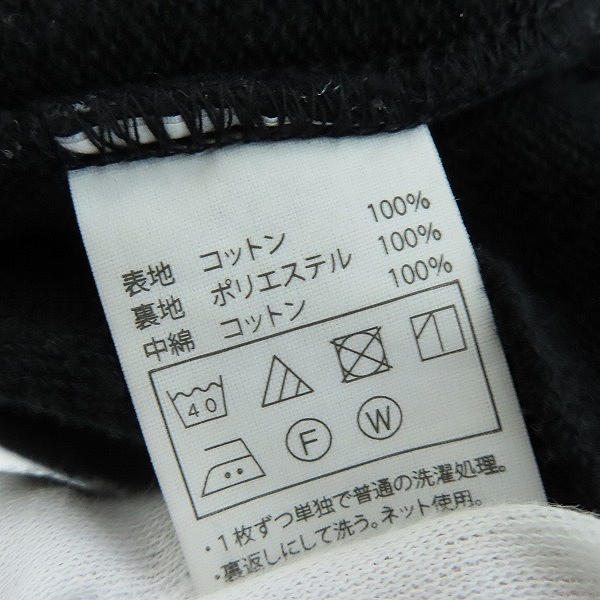 表地 コットン 100%
裏地 ポリエステル 100%
中綿 コットン 100%
40
F W
・1枚ずつ単独で普通の洗濯処理。
・裏返しにして洗う。ネット使用。